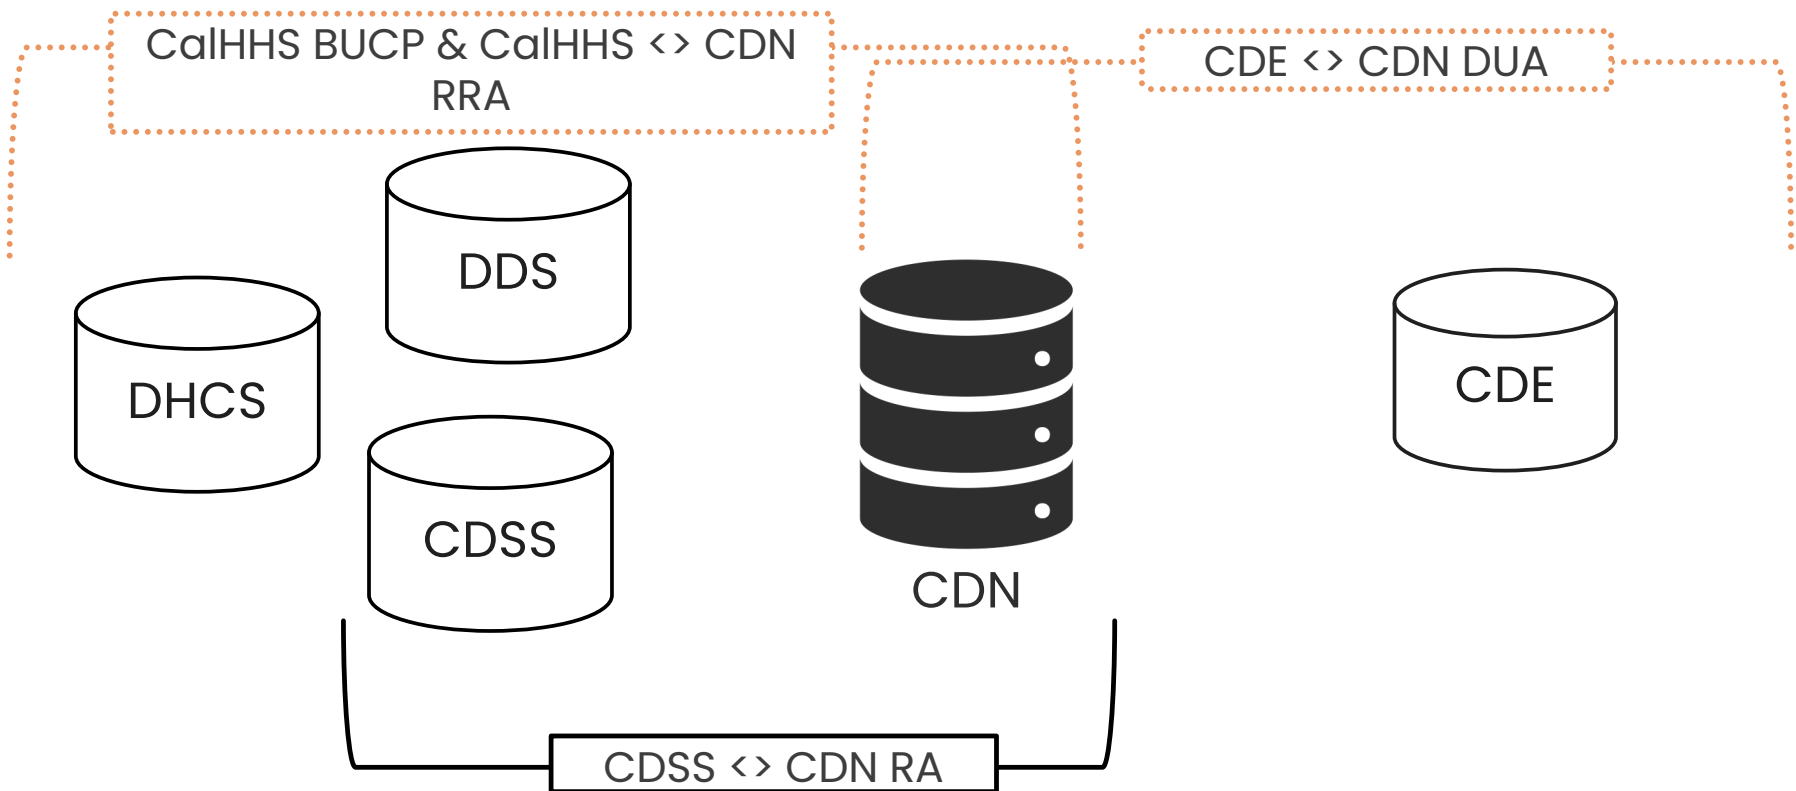 CalHHS BUCP & CalHHS <> CDN
RRA
CDE <> CDN DUA
DDS
DHCS
CDE
CDSS
CDN
CDSS <> CDN RA